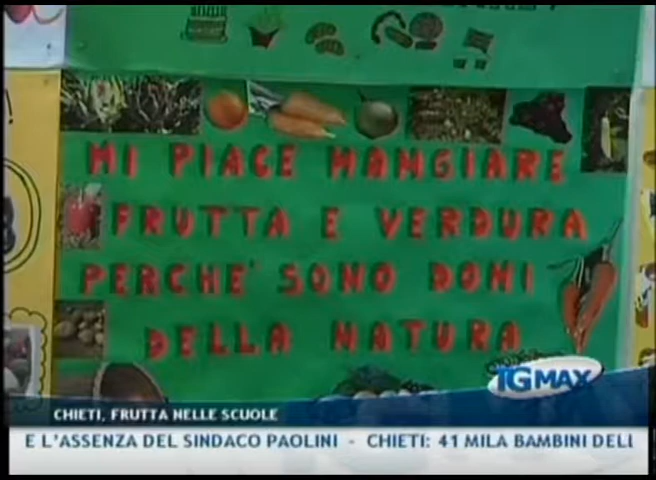 MI PIACE MANGIARE
FRUTTA E VERDURA
PERCHE' SONO DONI
DELLA NATURA
TGMAX
CHIETI, FRUTTA NELLE SCUOLE
E L'ASSENZA DEL SINDACO PAOLINI - CHIETI: 41 MILA BAMBINI DELL